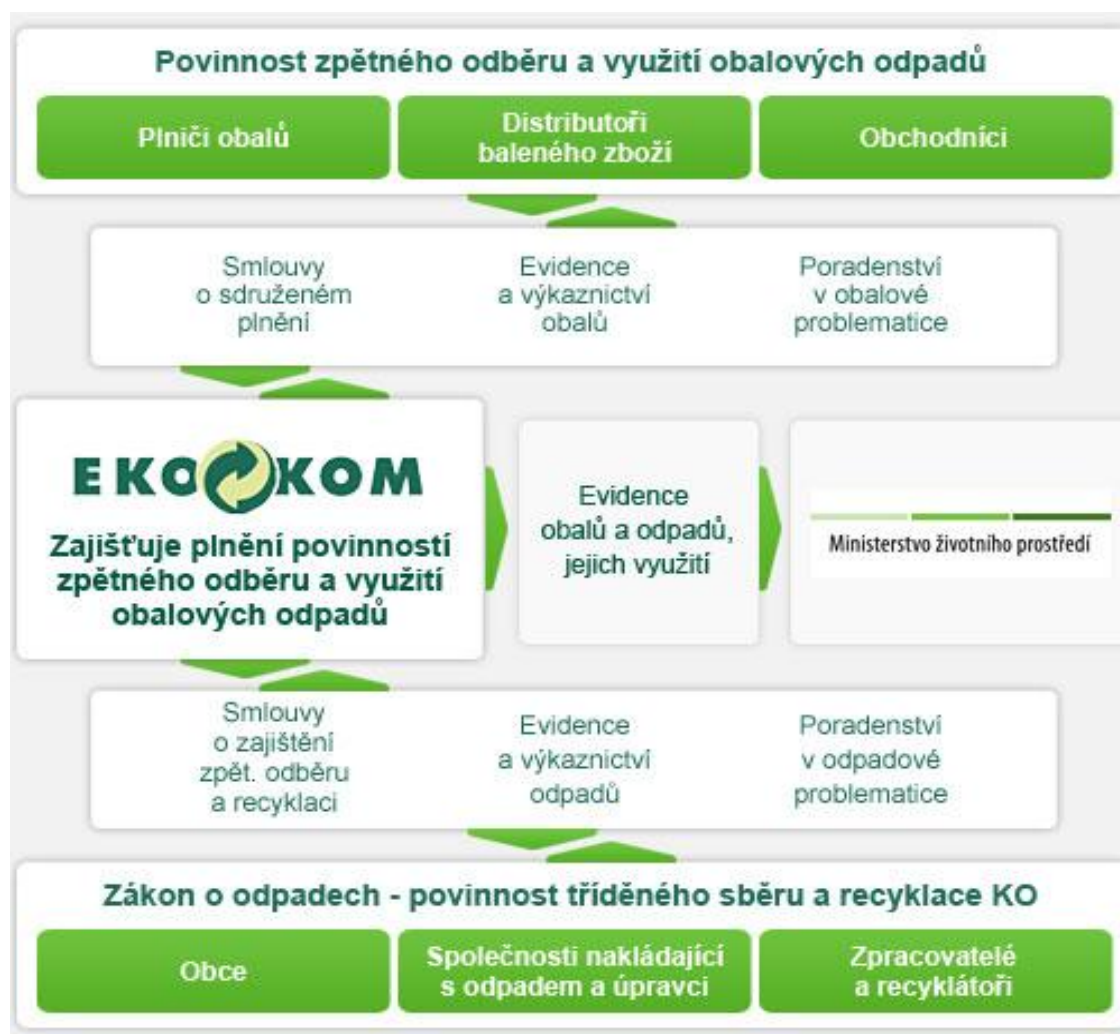 Povinnost zpětného odběru a využití obalových odpadů
Plniči obalů
Distributoři
baleného zboží
Obchodníci
Smlouvy
o sdruženém
plnění
Evidence
a výkaznictví
obalů
Poradenství
v obalové
problematice
EKO KOM
Zajišťuje plnění povinností
zpětného odběru a využití
obalových odpadů
Evidence
obalů a odpadů,
jejich využití
Ministerstvo životního prostředí
Smlouvy
o zajištění
zpět. odběru
a recyklaci
Evidence
a výkaznictví
odpadů
Poradenství
v odpadové
problematice
Zákon o odpadech - povinnost tříděného sběru a recyklace KO
Obce
Společnosti nakládající
s odpadem a úpravci
Zpracovatelé
a recyklátoři